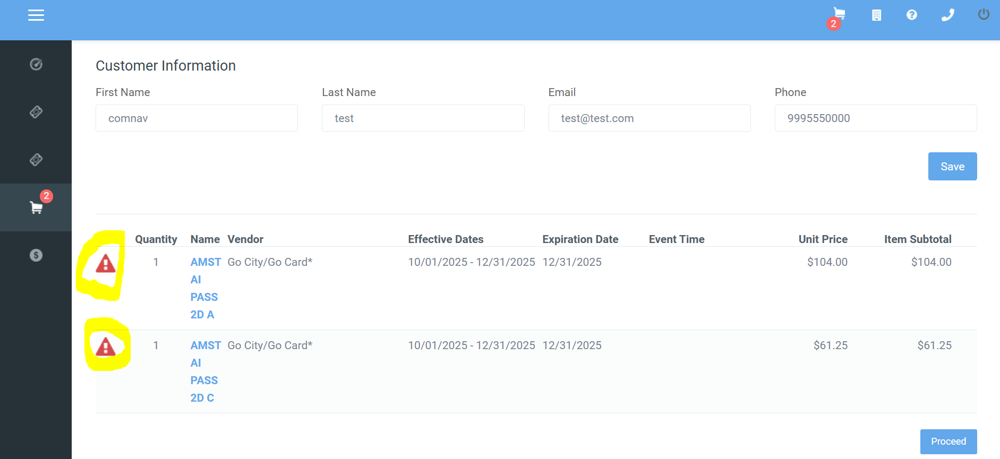 2
Customer Information
First Name Last Name Email Phone
comnav test test@test.com 9995550000
Save
2
Quantity Name Vendor Effective Dates Expiration Date Event Time Unit Price Item Subtotal
1 AMST Go City/Go Card* 10/01/2025 - 12/31/2025 12/31/2025 $104.00 $104.00
AI
PASS
2D A
1 AMST Go City/Go Card* 10/01/2025 - 12/31/2025 12/31/2025 $61.25 $61.25
AI
PASS
2D C
Proceed